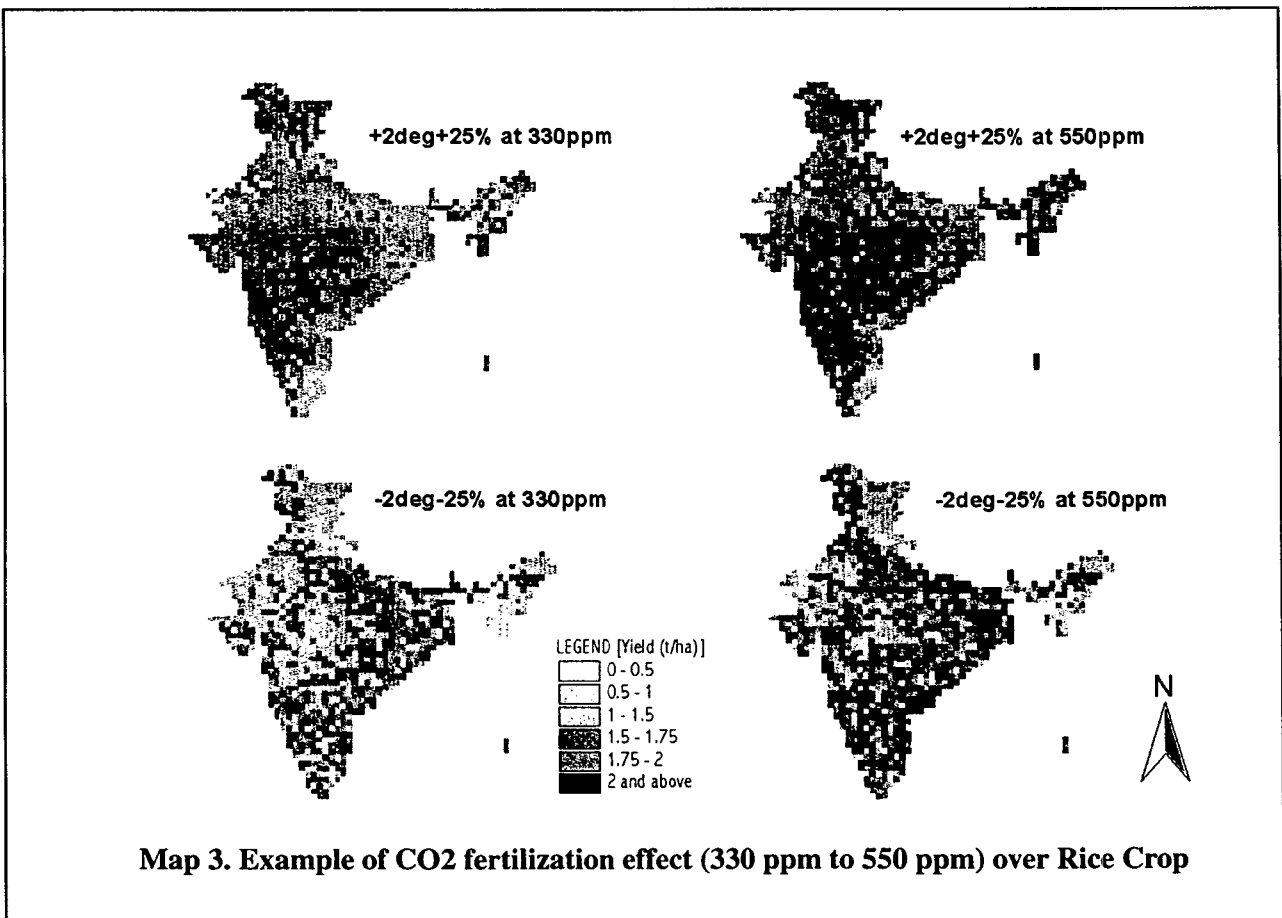 +2deg+25% at 330ppm
+2deg+25% at 550ppm
-2deg-25% at 330ppm
-2deg-25% at 550ppm
LEGEND [Yield (t/ha)]
0 - 0.5
0.5 - 1
1 - 1.5
1.5 - 1.75
1.75 - 2
2 and above
N
Map 3. Example of CO2 fertilization effect (330 ppm to 550 ppm) over Rice Crop